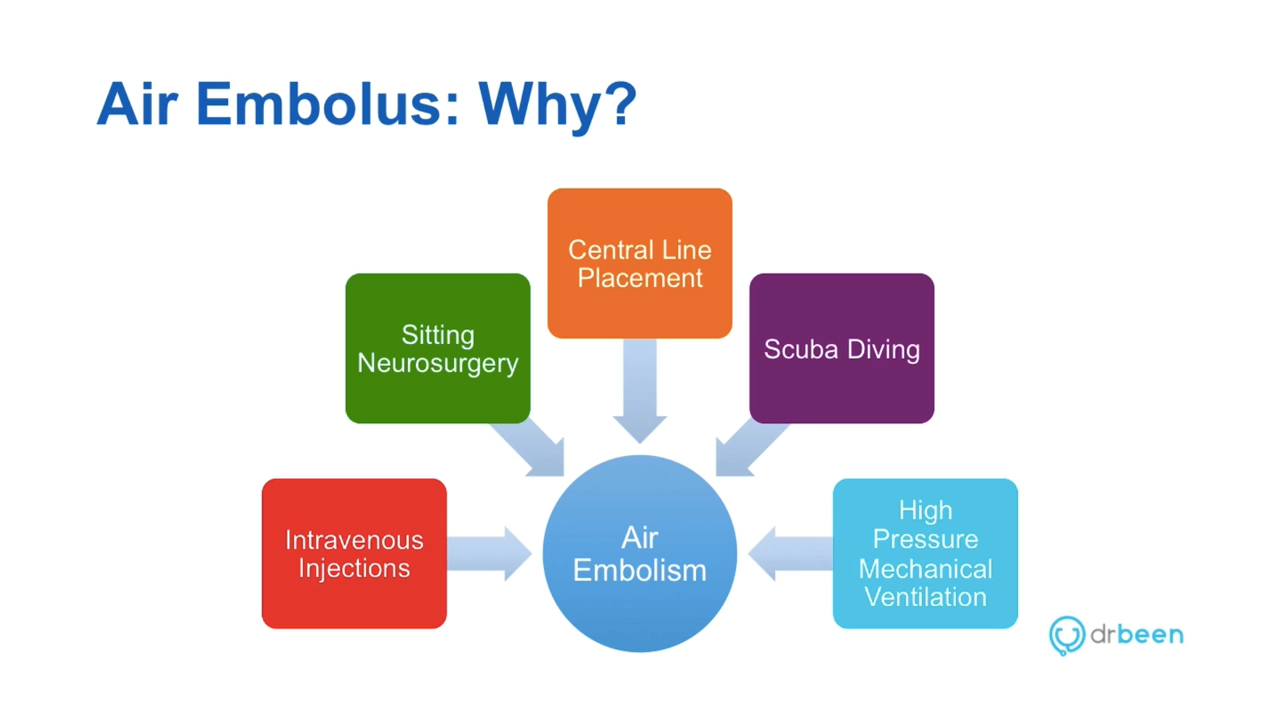 Air Embolus: Why?
Central Line
Placement
Sitting
Neurosurgery
Scuba Diving
Intravenous
Injections
Air
Embolism
High
Pressure
Mechanical
Ventilation
drbeen